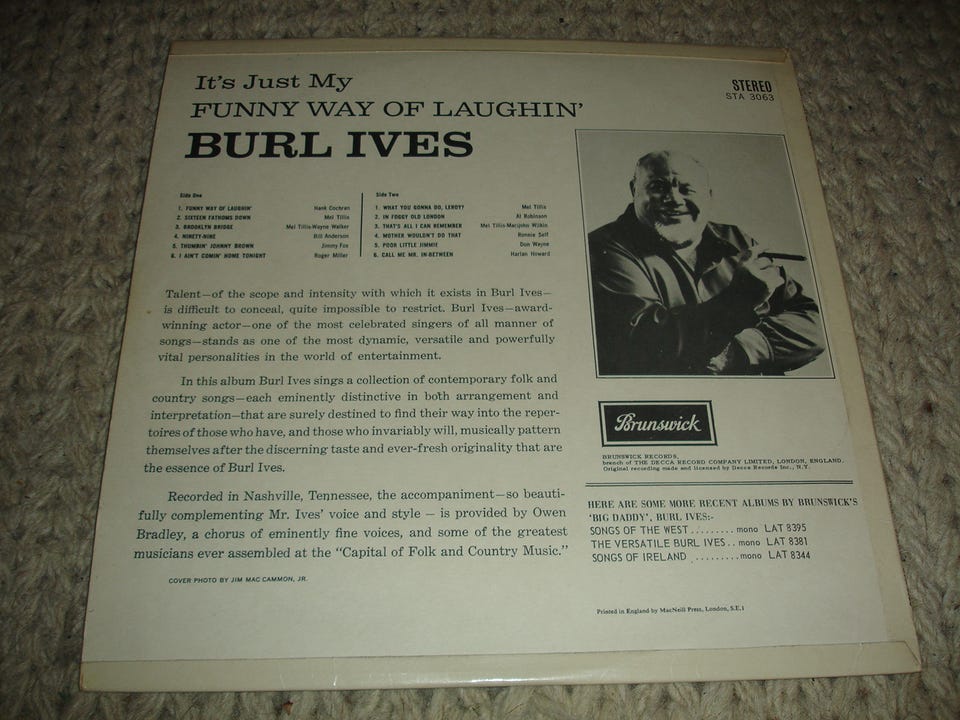 It's Just My
FUNNY WAY OF LAUGHIN'
BURL IVES
STEREO
STA 3063
Side One
1. FUNNY WAY OF LAUGHIN' Hank Cochran
2. SIXTEEN FATHOMS DOWN Mel Tillis
3. BROOKLYN BRIDGE Mel Tillis-Wayne Walker
4. NINETY-NINE Bill Anderson
5. THUMBIN' JOHNNY BROWN Jimmy Fox
6. I AIN'T COMIN' HOME TONIGHT Roger Miller
Side Two
1. WHAT YOU GONNA DO, LEROY? Mel Tillis
2. IN FOGGY OLD LONDON Al Robinson
3. THAT'S ALL I CAN REMEMBER Mel Tillis-Marijohn Wilkin
4. MOTHER WOULDN'T DO THAT Ronnie Self
5. POOR LITTLE JIMMIE Don Wayne
6. CALL ME MR. IN-BETWEEN Harlan Howard
Talent—of the scope and intensity with which it exists in Burl Ives—
is difficult to conceal, quite impossible to restrict. Burl Ives—award-
winning actor—one of the most celebrated singers of all manner of
songs—stands as one of the most dynamic, versatile and powerfully
vital personalities in the world of entertainment.
In this album Burl Ives sings a collection of contemporary folk and
country songs—each eminently distinctive in both arrangement and
interpretation—that are surely destined to find their way into the reper-
toires of those who have, and those who invariably will, musically pattern
themselves after the discerning taste and ever-fresh originality that are
the essence of Burl Ives.
Recorded in Nashville, Tennessee, the accompaniment—so beauti-
fully complementing Mr. Ives' voice and style – is provided by Owen
Bradley, a chorus of eminently fine voices, and some of the greatest
musicians ever assembled at the "Capital of Folk and Country Music."
COVER PHOTO BY JIM MAC CAMMON, JR.
Brunswick
BRUNSWICK RECORDS,
branch of THE DECCA RECORD COMPANY LIMITED, LONDON, ENGLAND.
Original recording made and licensed by Decca Records Inc., N.Y.
HERE ARE SOME MORE RECENT ALBUMS BY BRUNSWICK'S
'BIG DADDY', BURL IVES:-
SONGS OF THE WEST ........ mono LAT 8395
THE VERSATILE BURL IVES .. mono LAT 8381
SONGS OF IRELAND ......... mono LAT 8344
Printed in England by MacNeill Press, London, S.E.1